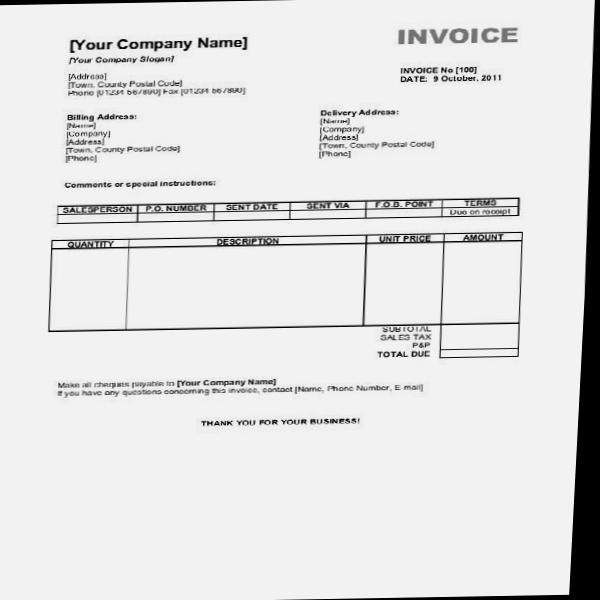 [Your Company Name]
INVOICE
[Your Company Slogan]
INVOICE No [100]
DATE: 9 October, 2011
[Address]
[Town, County Postal Code]
Phone [01234 567890] Fax [01234 567890]
Billing Address:
[Name]
[Company]
[Address]
[Town, County Postal Code]
[Phone]
Delivery Address:
[Name]
[Company]
[Address]
[Town, County Postal Code]
[Phone]
Comments or special instructions:
SALESPERSON P.O. NUMBER SENT DATE SENT VIA F.O.B. POINT TERMS
Due on receipt
QUANTITY DESCRIPTION UNIT PRICE AMOUNT
SUBTOTAL
SALES TAX
P&P
TOTAL DUE
Make all cheques payable to [Your Company Name]
If you have any questions concerning this invoice, contact [Name, Phone Number, E-mail]
THANK YOU FOR YOUR BUSINESS!